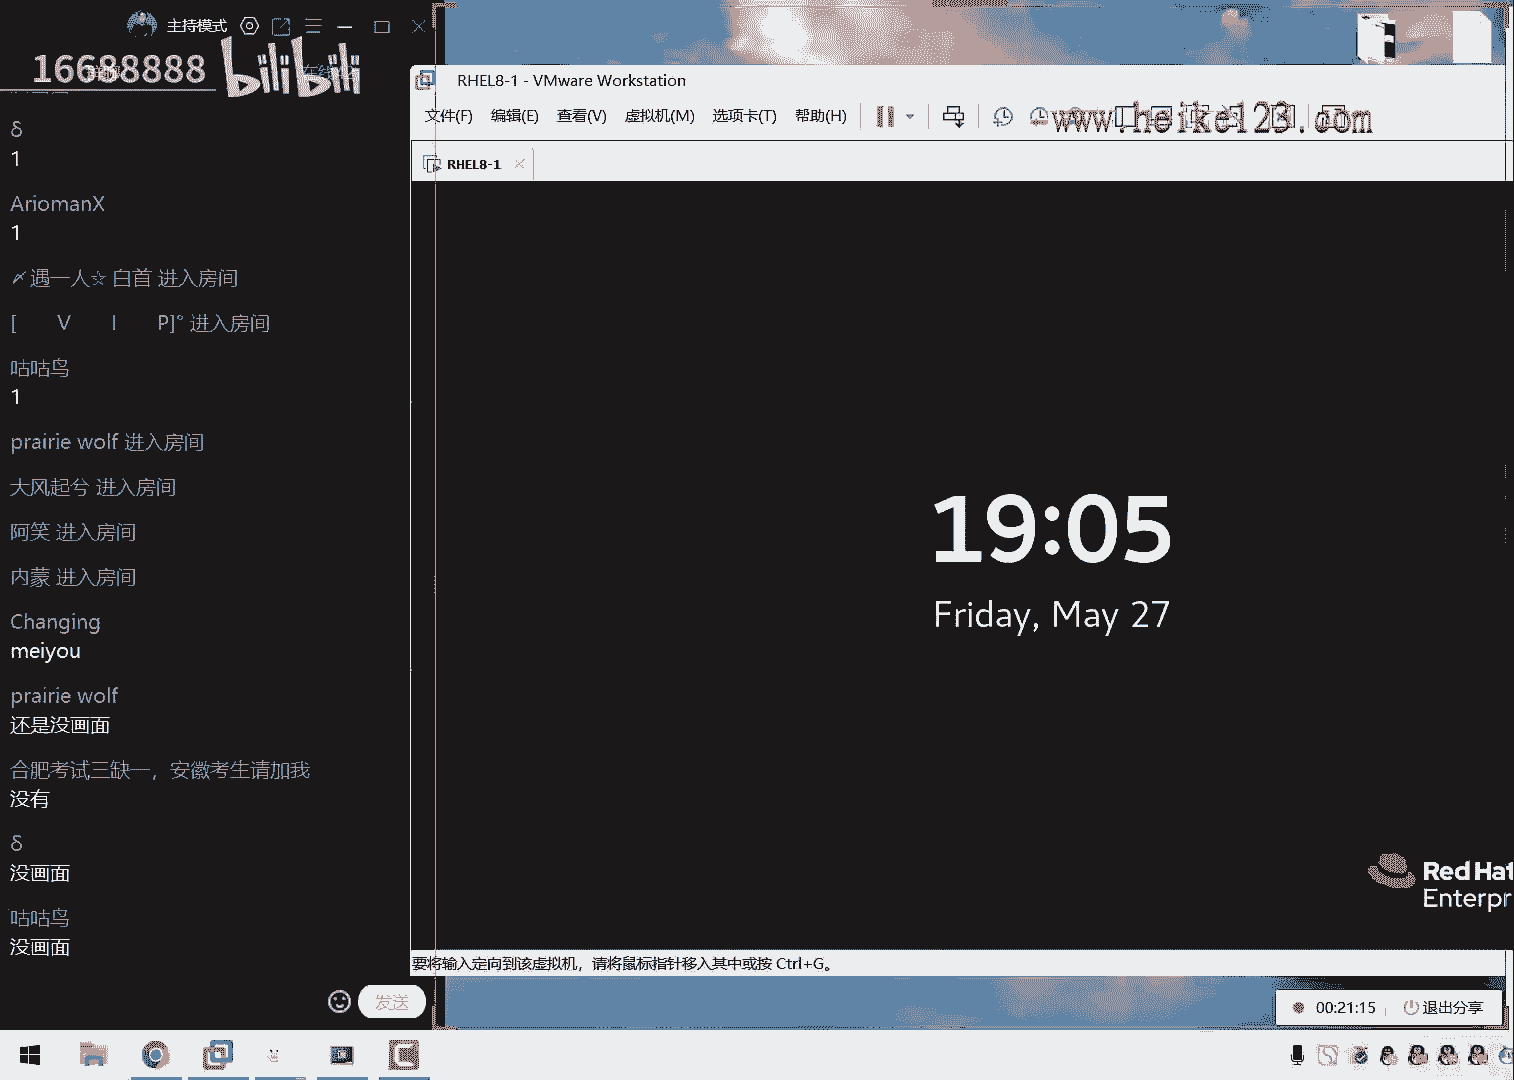 主持模式
16688888
bilibili
δ
1
AriomanX
1
〆遇一人☆ 白首 进入房间
[ V I P]° 进入房间
咕咕鸟
1
prairie wolf 进入房间
大风起兮 进入房间
阿笑 进入房间
内蒙 进入房间
Changing
meiyou
prairie wolf
还是没画面
合肥考试三缺一，安徽考生请加我
没有
δ
没画面
咕咕鸟
没画面
发送
RHEL8-1 - VMware Workstation
文件(F) 编辑(E) 查看(V) 虚拟机(M) 选项卡(T) 帮助(H)
www.heike123.com
RHEL8-1
19:05
Friday, May 27
Red Hat
Enterpr
要将输入定向到该虚拟机，请将鼠标指针移入其中或按 Ctrl+G。
00:21:15 退出分享